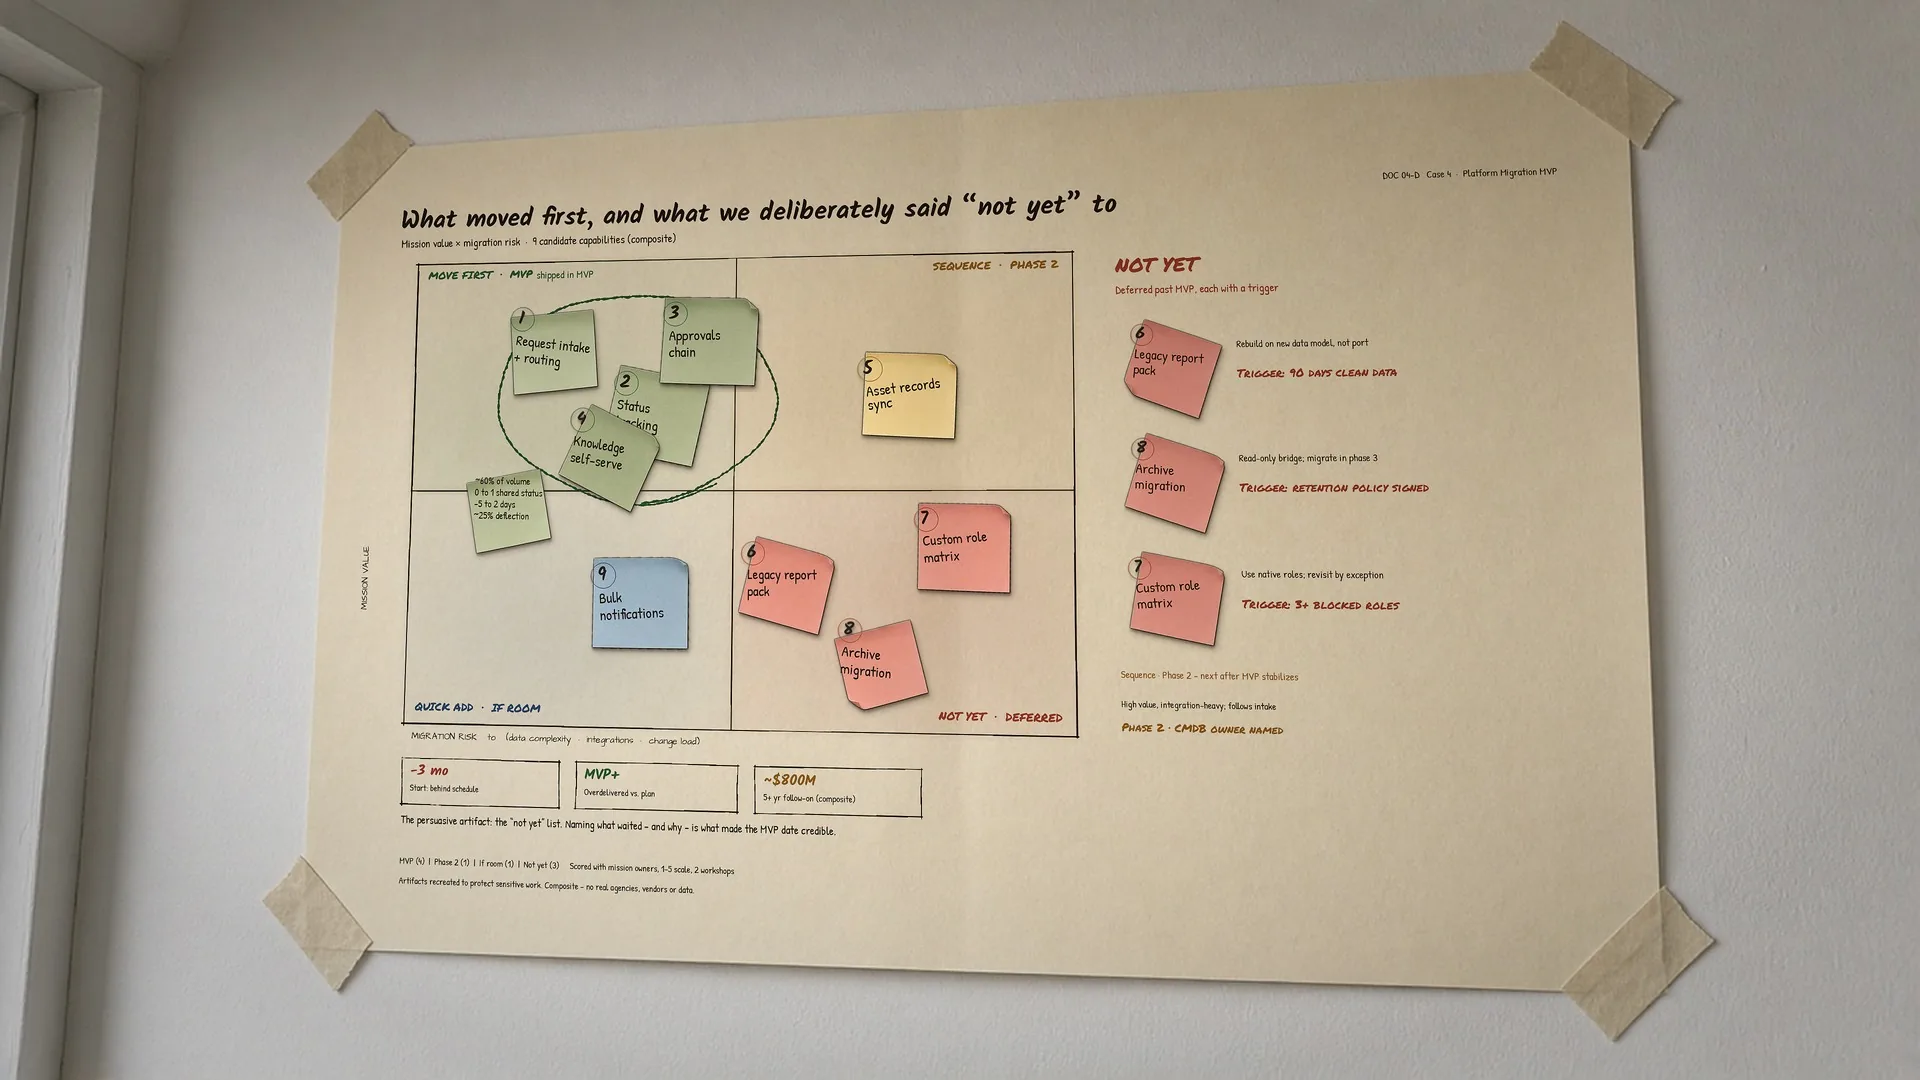 DOC 04-D Case 4 · Platform Migration MVP
What moved first, and what we deliberately said “not yet” to
Mission value × migration risk · 9 candidate capabilities (composite)
MOVE FIRST · MVP shipped in MVP
SEQUENCE · PHASE 2
1
Request intake
+ routing
3
Approvals
chain
2
Status
4
Knowledge
self-serve
5
Asset records
sync
~60% of volume
0 to 1 shared status
~5 to 2 days
~25% deflection
9
Bulk
notifications
6
Legacy report
pack
7
Custom role
matrix
8
Archive
migration
QUICK ADD · IF ROOM
NOT YET · DEFERRED
MISSION VALUE
MIGRATION RISK to (data complexity · integrations · change load)
NOT YET
Deferred past MVP, each with a trigger
6
Legacy report
pack
Rebuild on new data model, not port
TRIGGER: 90 DAYS CLEAN DATA
8
Archive
migration
Read-only bridge; migrate in phase 3
TRIGGER: RETENTION POLICY SIGNED
7
Custom role
matrix
Use native roles; revisit by exception
TRIGGER: 3+ BLOCKED ROLES
Sequence · Phase 2 – next after MVP stabilizes
High value, integration-heavy; follows intake
PHASE 2 · CMDB OWNER NAMED
-3 mo
Start: behind schedule
MVP+
Overdelivered vs. plan
~$800M
5+ yr follow-on (composite)
The persuasive artifact: the “not yet” list. Naming what waited – and why – is what made the MVP date credible.
MVP (4) | Phase 2 (1) | If room (1) | Not yet (3) Scored with mission owners, 1-5 scale, 2 workshops
Artifacts recreated to protect sensitive work. Composite – no real agencies, vendors or data.